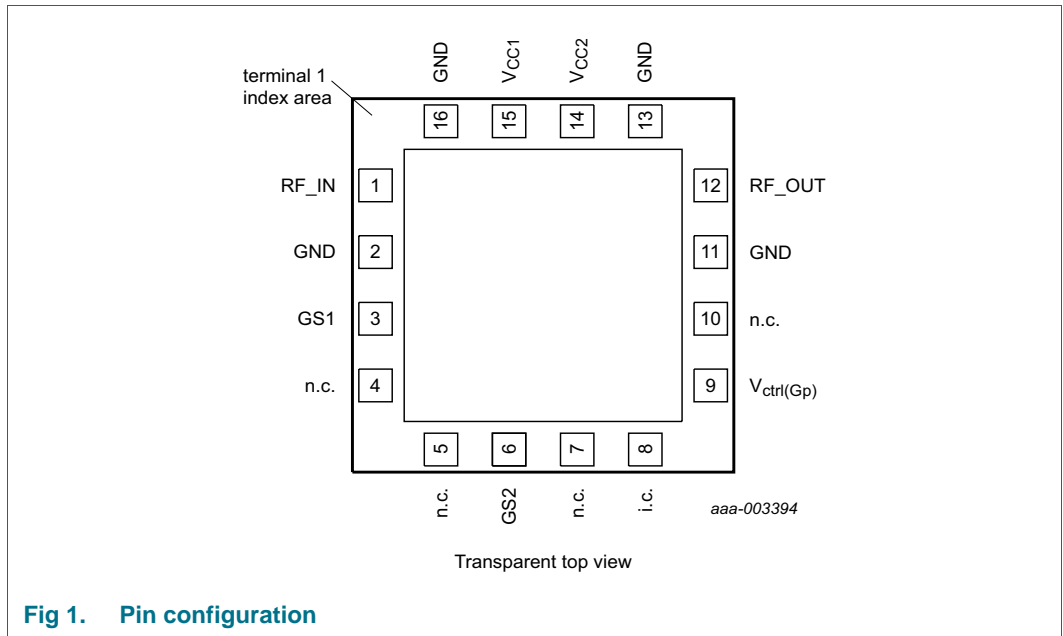 GND
VCC1
VCC2
GND
terminal 1
index area
16
15
14
13
RF_IN
1
12
RF_OUT
GND
2
11
GND
GS1
3
10
n.c.
n.c.
4
9
Vctrl(Gp)
5
6
7
8
n.c.
GS2
n.c.
i.c.
aaa-003394
Transparent top view
Fig 1. Pin configuration